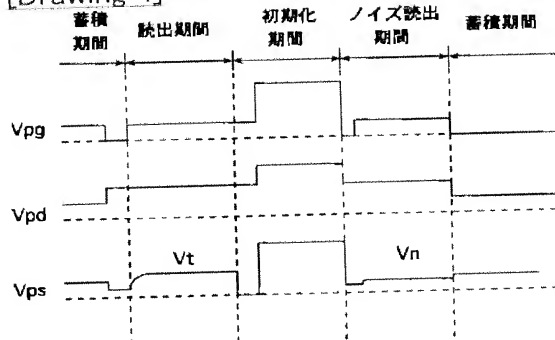 [Drawing 4]
蓄積
期間
読出期間
初期化
期間
ノイズ読出
期間
蓄積期間
Vpg
Vpd
Vt
Vn
Vps